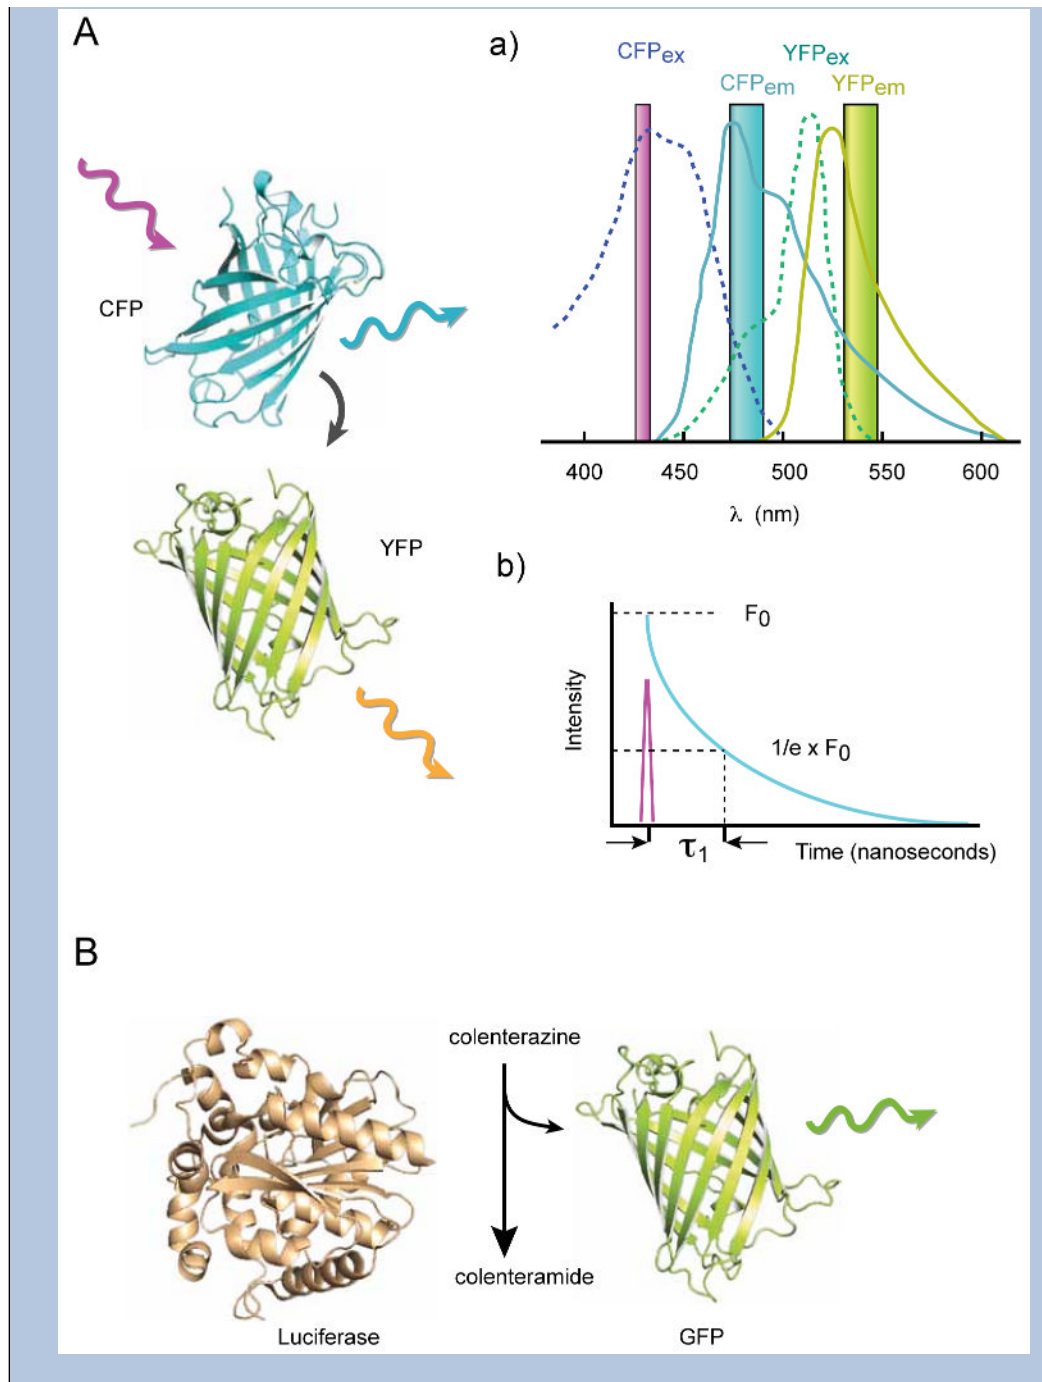 A
a)
CFPex
YFPex
CFPem
YFPem
CFP
400 450 500 550 600
λ (nm)
YFP
b)
F0
Intensity
1/e x F0
τ1
Time (nanoseconds)
B
colenterazine
colenteramide
Luciferase
GFP